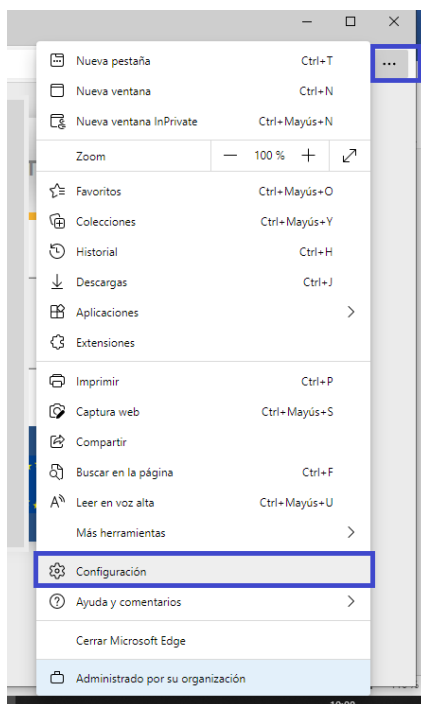 Nueva pestaña Ctrl+T
Nueva ventana Ctrl+N
Nueva ventana InPrivate Ctrl+Mayús+N
Zoom — 100 % +
Favoritos Ctrl+Mayús+O
Colecciones Ctrl+Mayús+Y
Historial Ctrl+H
Descargas Ctrl+J
Aplicaciones
Extensiones
Imprimir Ctrl+P
Captura web Ctrl+Mayús+S
Compartir
Buscar en la página Ctrl+F
Leer en voz alta Ctrl+Mayús+U
Más herramientas
Configuración
Ayuda y comentarios
Cerrar Microsoft Edge
Administrado por su organización